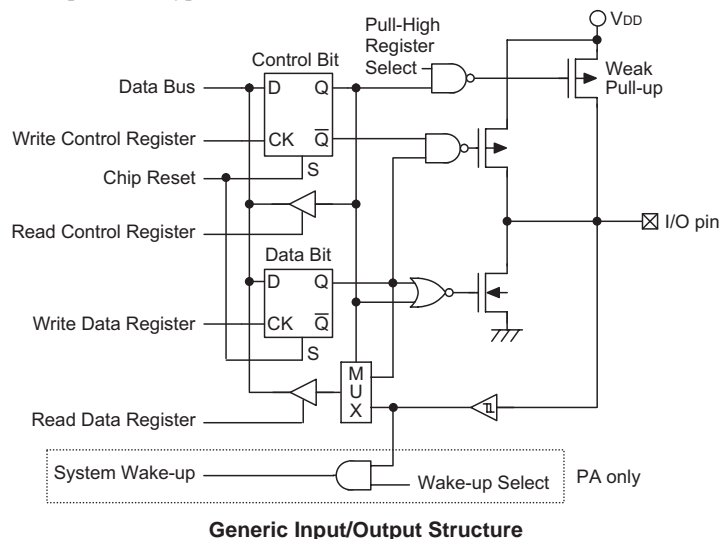 VDD
Pull-High
Register
Select
Weak
Pull-up
Control Bit
Data Bus
D
Q
Write Control Register
CK
Q
Chip Reset
S
Read Control Register
I/O pin
Data Bit
D
Q
Write Data Register
CK
Q
S
M
U
X
Read Data Register
System Wake-up
Wake-up Select
PA only
Generic Input/Output Structure